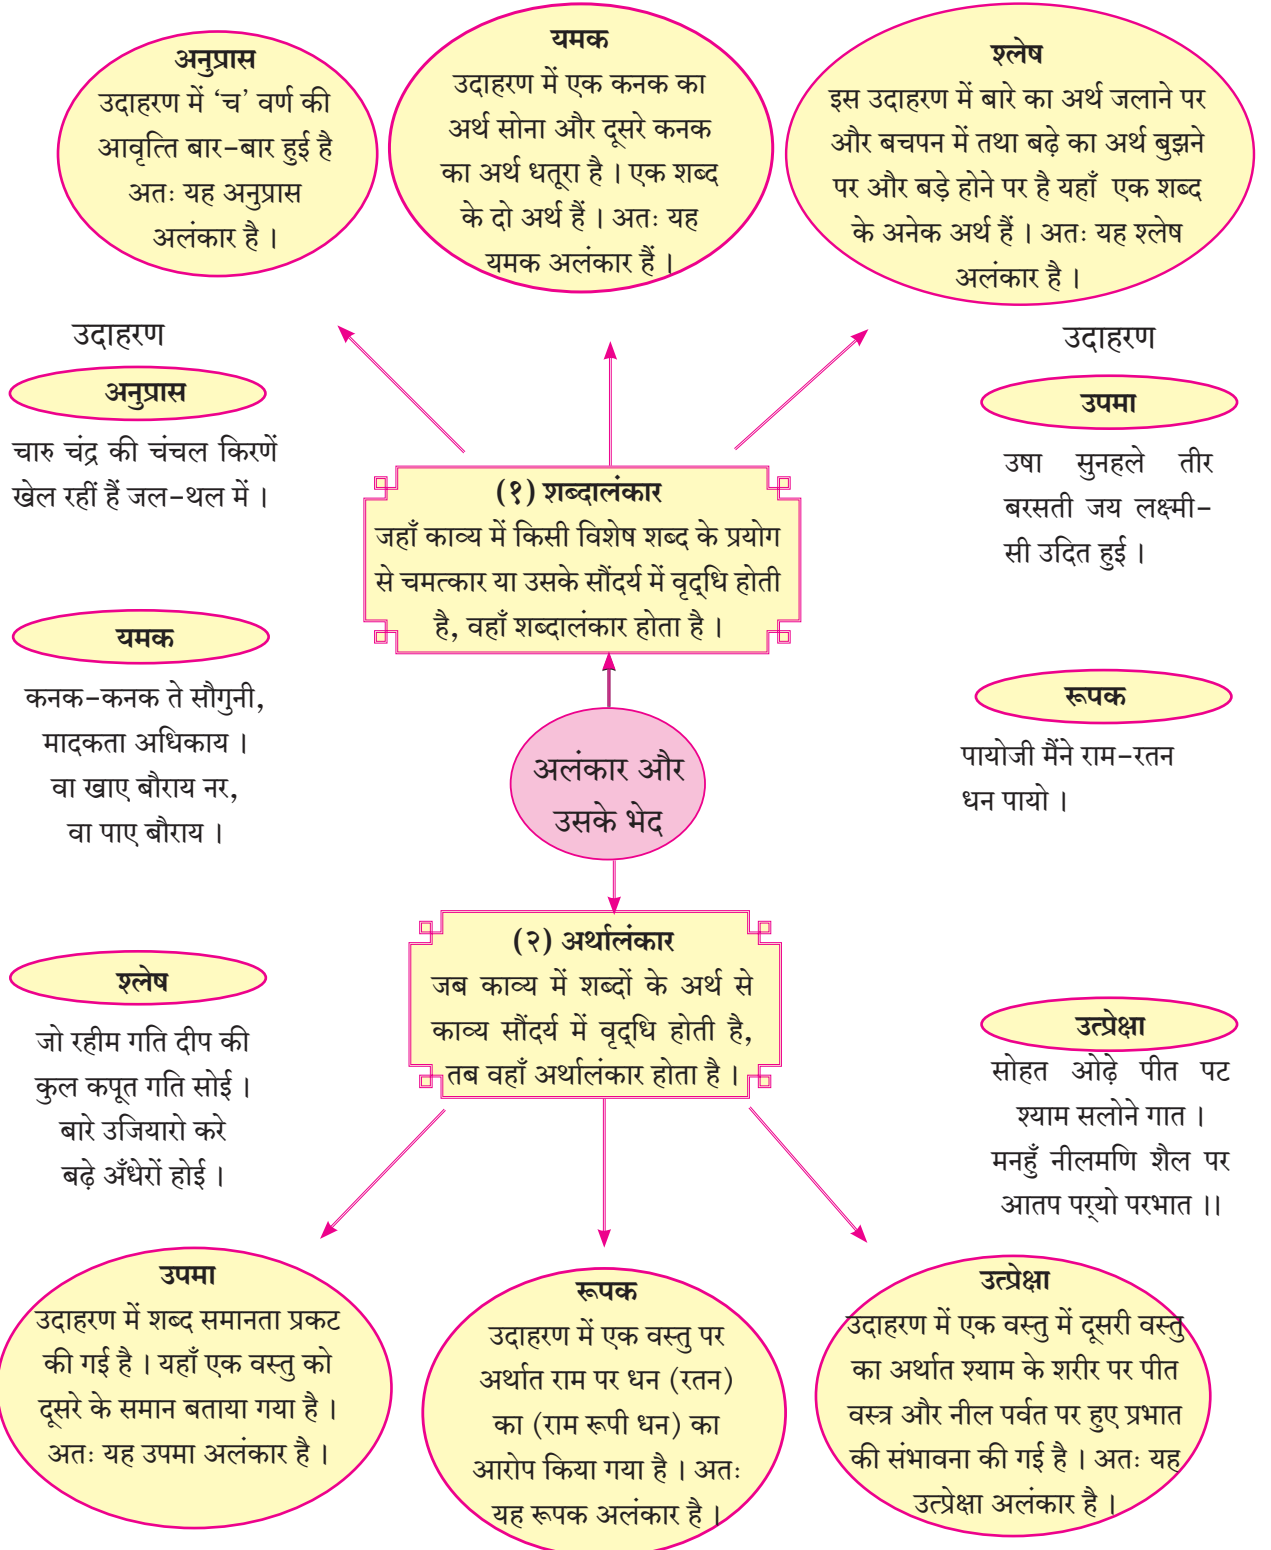 अनुप्रास
उदाहरण में ‘च’ वर्ण की
आवृत्ति बार-बार हुई है
अतः यह अनुप्रास
अलंकार है ।
यमक
उदाहरण में एक कनक का
अर्थ सोना और दूसरे कनक
का अर्थ धतूरा है । एक शब्द
के दो अर्थ हैं । अतः यह
यमक अलंकार हैं ।
श्लेष
इस उदाहरण में बारे का अर्थ जलाने पर
और बचपन में तथा बढ़े का अर्थ बुझने
पर और बड़े होने पर है यहाँ एक शब्द
के अनेक अर्थ हैं । अतः यह श्लेष
अलंकार है ।
उदाहरण
अनुप्रास
चारु चंद्र की चंचल किरणें
खेल रहीं हैं जल-थल में ।
यमक
कनक-कनक ते सौगुनी,
मादकता अधिकाय ।
वा खाए बौराय नर,
वा पाए बौराय ।
श्लेष
जो रहीम गति दीप की
कुल कपूत गति सोई ।
बारे उजियारो करे
बढ़े अँधेरों होई ।
(१) शब्दालंकार
जहाँ काव्य में किसी विशेष शब्द के प्रयोग
से चमत्कार या उसके सौंदर्य में वृद्‌धि होती
है, वहाँ शब्दालंकार होता है ।
अलंकार और
उसके भेद
(२) अर्थालंकार
जब काव्य में शब्दों के अर्थ से
काव्य सौंदर्य में वृद्‌धि होती है,
तब वहाँ अर्थालंकार होता है ।
उदाहरण
उपमा
उषा सुनहले तीर
बरसती जय लक्ष्मी-
सी उदित हुई ।
रूपक
पायोजी मैंने राम-रतन
धन पायो ।
उत्प्रेक्षा
सोहत ओढ़े पीत पट
श्याम सलोने गात ।
मनहुँ नीलमणि शैल पर
आतप पर्‌यो परभात ।।
उपमा
उदाहरण में शब्द समानता प्रकट
की गई है । यहाँ एक वस्तु को
दूसरे के समान बताया गया है ।
अतः यह उपमा अलंकार है ।
रूपक
उदाहरण में एक वस्तु पर
अर्थात राम पर धन (रतन)
का (राम रूपी धन) का
आरोप किया गया है । अतः
यह रूपक अलंकार है ।
उत्प्रेक्षा
उदाहरण में एक वस्तु में दूसरी वस्तु
का अर्थात श्याम के शरीर पर पीत
वस्त्र और नील पर्वत पर हुए प्रभात
की संभावना की गई है । अतः यह
उत्प्रेक्षा अलंकार है ।